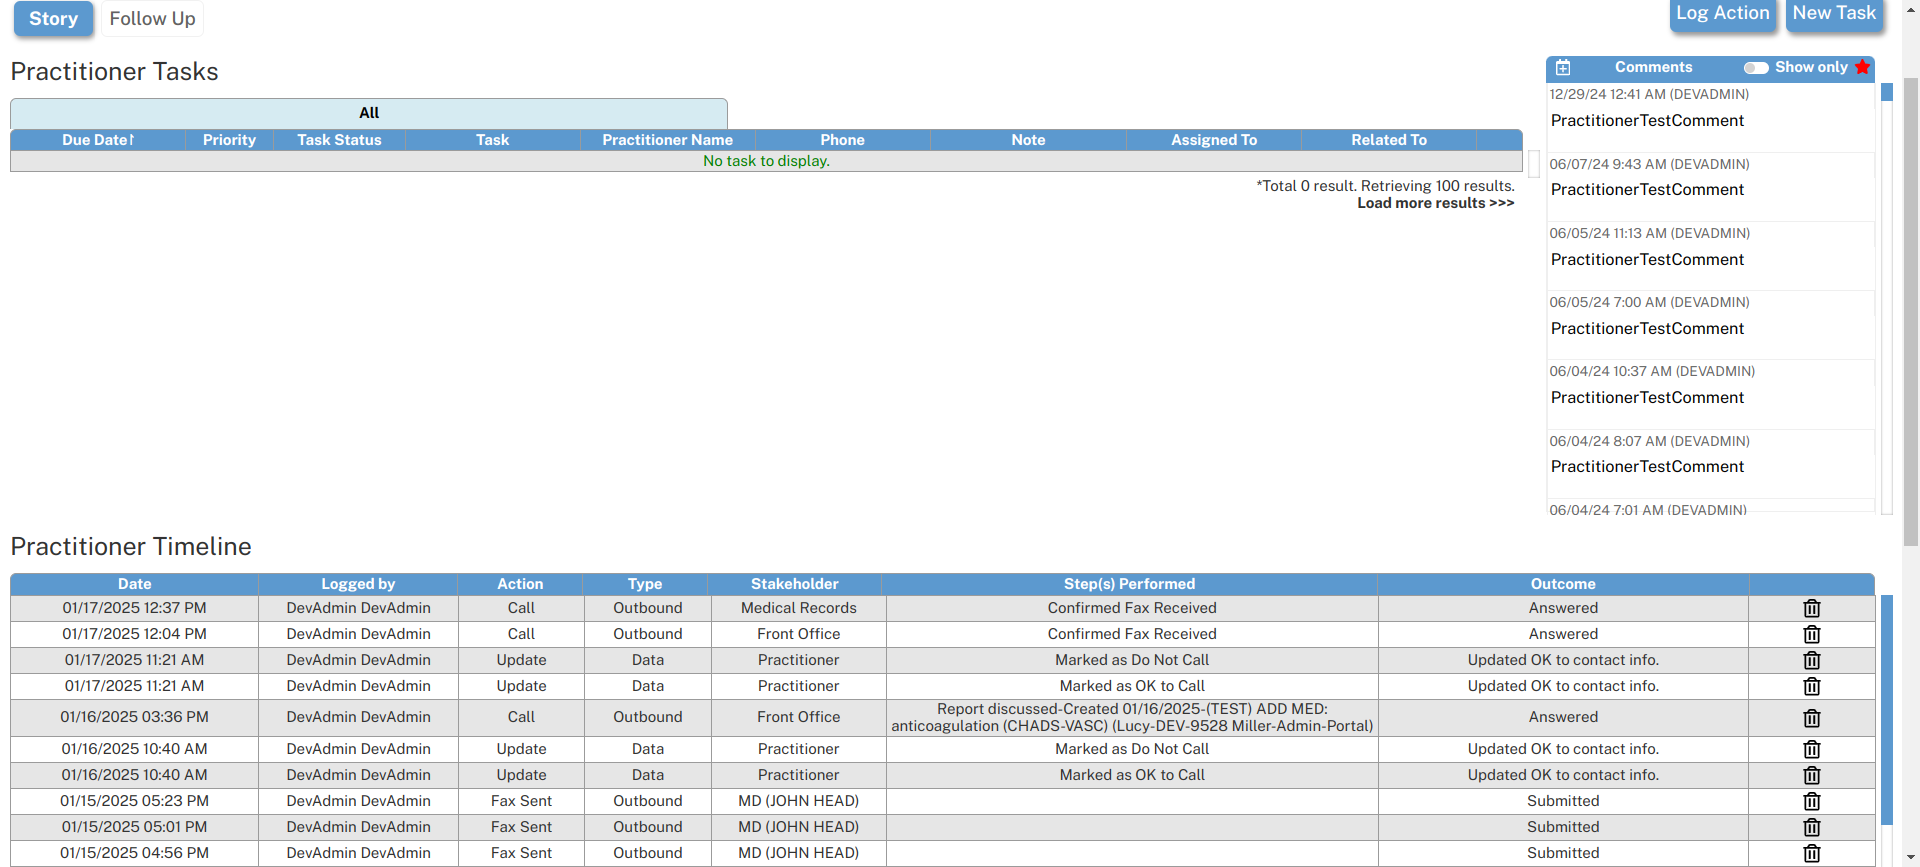 Story
Follow Up
Log Action
New Task
Practitioner Tasks
All
Due Date↾ Priority Task Status Task Practitioner Name Phone Note Assigned To Related To
No task to display.
*Total 0 result. Retrieving 100 results.
Load more results >>>
Comments Show only
12/29/24 12:41 AM (DEVADMIN)
PractitionerTestComment
06/07/24 9:43 AM (DEVADMIN)
PractitionerTestComment
06/05/24 11:13 AM (DEVADMIN)
PractitionerTestComment
06/05/24 7:00 AM (DEVADMIN)
PractitionerTestComment
06/04/24 10:37 AM (DEVADMIN)
PractitionerTestComment
06/04/24 8:07 AM (DEVADMIN)
PractitionerTestComment
06/04/24 7:01 AM (DEVADMIN)
Practitioner Timeline
Date Logged by Action Type Stakeholder Step(s) Performed Outcome
01/17/2025 12:37 PM DevAdmin DevAdmin Call Outbound Medical Records Confirmed Fax Received Answered
01/17/2025 12:04 PM DevAdmin DevAdmin Call Outbound Front Office Confirmed Fax Received Answered
01/17/2025 11:21 AM DevAdmin DevAdmin Update Data Practitioner Marked as Do Not Call Updated OK to contact info.
01/17/2025 11:21 AM DevAdmin DevAdmin Update Data Practitioner Marked as OK to Call Updated OK to contact info.
01/16/2025 03:36 PM DevAdmin DevAdmin Call Outbound Front Office Report discussed-Created 01/16/2025-(TEST) ADD MED:
anticoagulation (CHADS-VASC) (Lucy-DEV-9528 Miller-Admin-Portal) Answered
01/16/2025 10:40 AM DevAdmin DevAdmin Update Data Practitioner Marked as Do Not Call Updated OK to contact info.
01/16/2025 10:40 AM DevAdmin DevAdmin Update Data Practitioner Marked as OK to Call Updated OK to contact info.
01/15/2025 05:23 PM DevAdmin DevAdmin Fax Sent Outbound MD (JOHN HEAD) Submitted
01/15/2025 05:01 PM DevAdmin DevAdmin Fax Sent Outbound MD (JOHN HEAD) Submitted
01/15/2025 04:56 PM DevAdmin DevAdmin Fax Sent Outbound MD (JOHN HEAD) Submitted